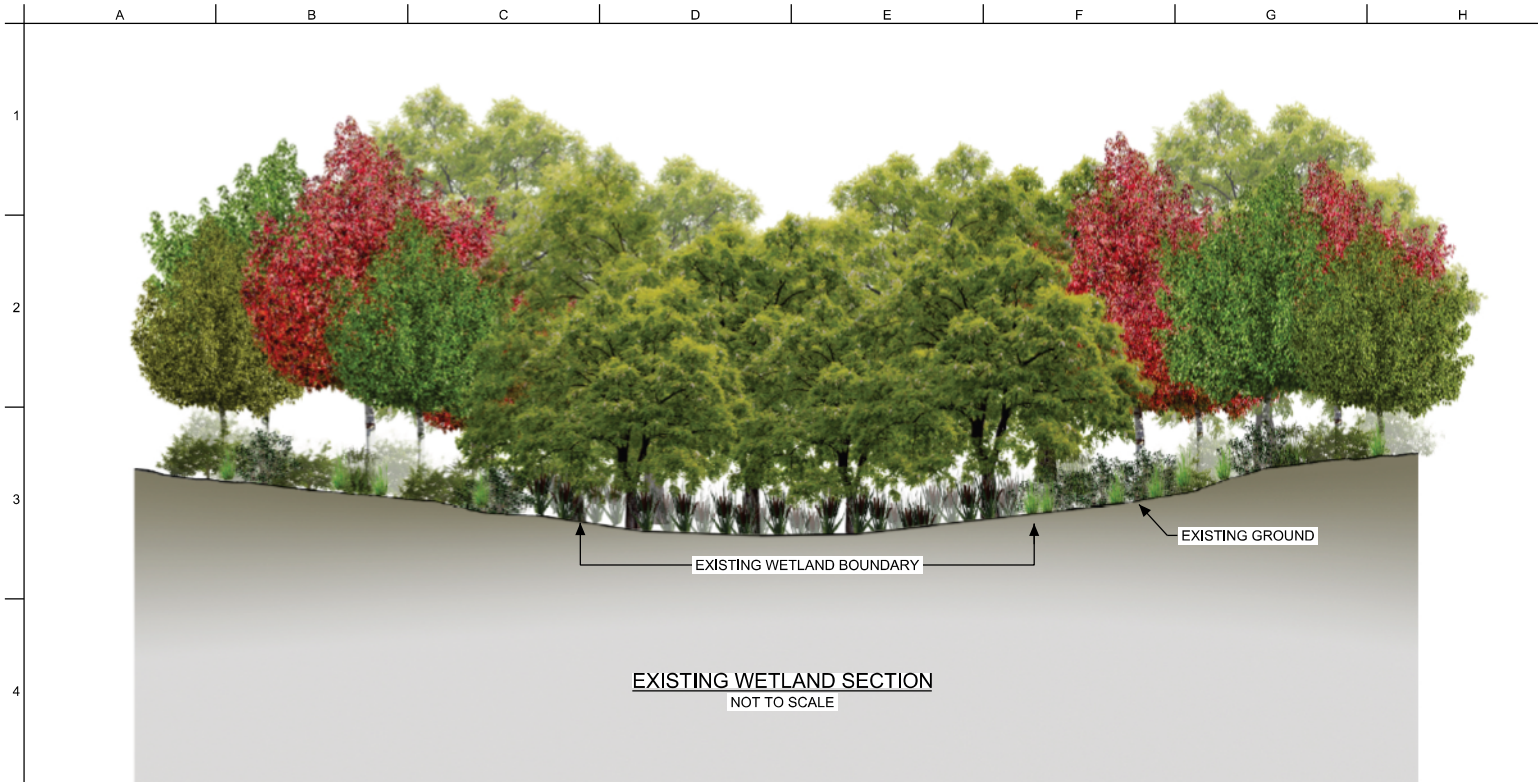 A B C D E F G H
1
2
3
EXISTING GROUND
EXISTING WETLAND BOUNDARY
4
EXISTING WETLAND SECTION
NOT TO SCALE